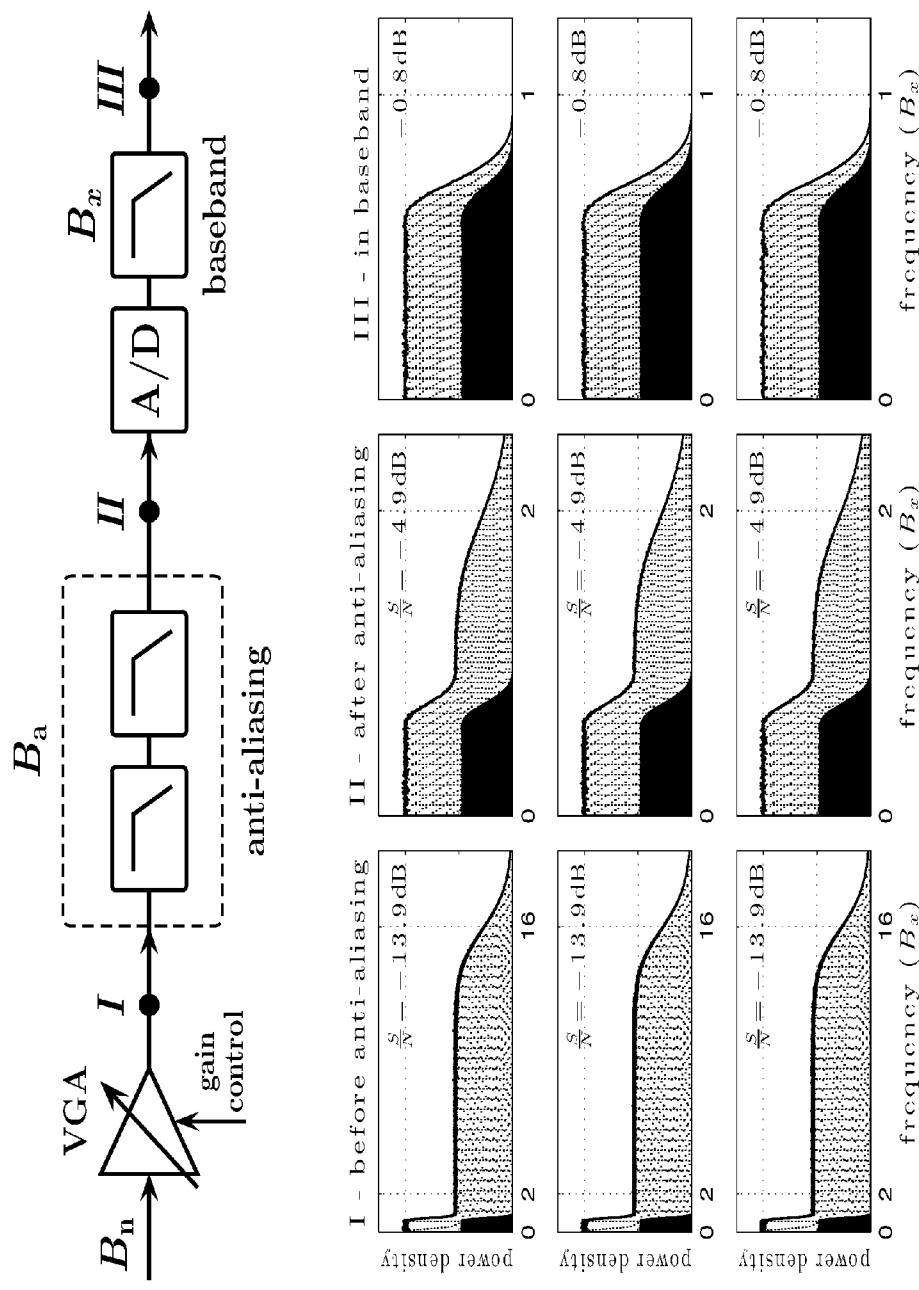 B_n
VGA
gain
control
I
B_a
anti-aliasing
II
A/D
B_x
baseband
III
I - before anti-aliasing
II - after anti-aliasing
III - in baseband
power density
S/N = -13.9dB
S/N = -4.9dB
-0.8dB
0 2 16
0 2
0 1
power density
S/N = -13.9dB
S/N = -4.9dB
-0.8dB
0 2 16
0 2
0 1
power density
S/N = -13.9dB
S/N = -4.9dB
-0.8dB
0 2 16
0 2
0 1
frequency (B_x)
frequency (B_x)
frequency (B_x)